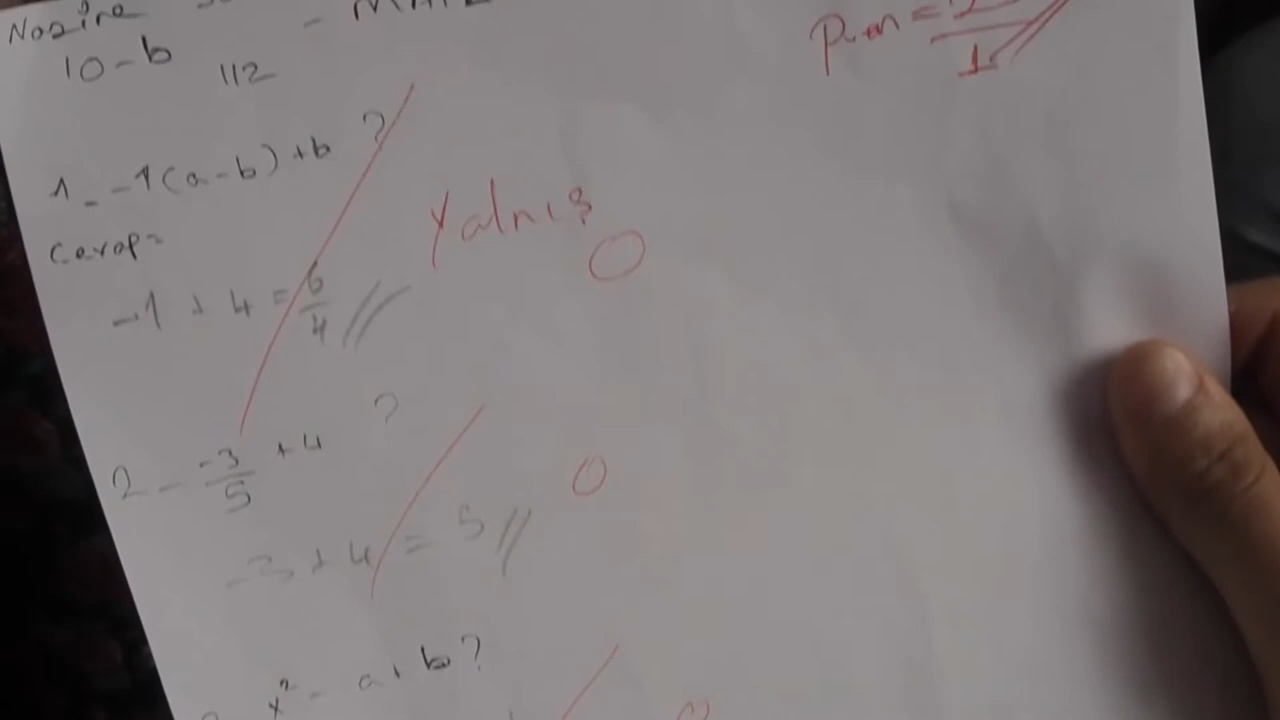 Nazire
10-b
112
Puan =
1
1_ -1(a-b)+b ?
Cevap=
Yalnış
0
-1 + 4 = 6/4 //
2 - -3/5 +4 ?
0
-3 + 4 = 5 //
x² - a+b?